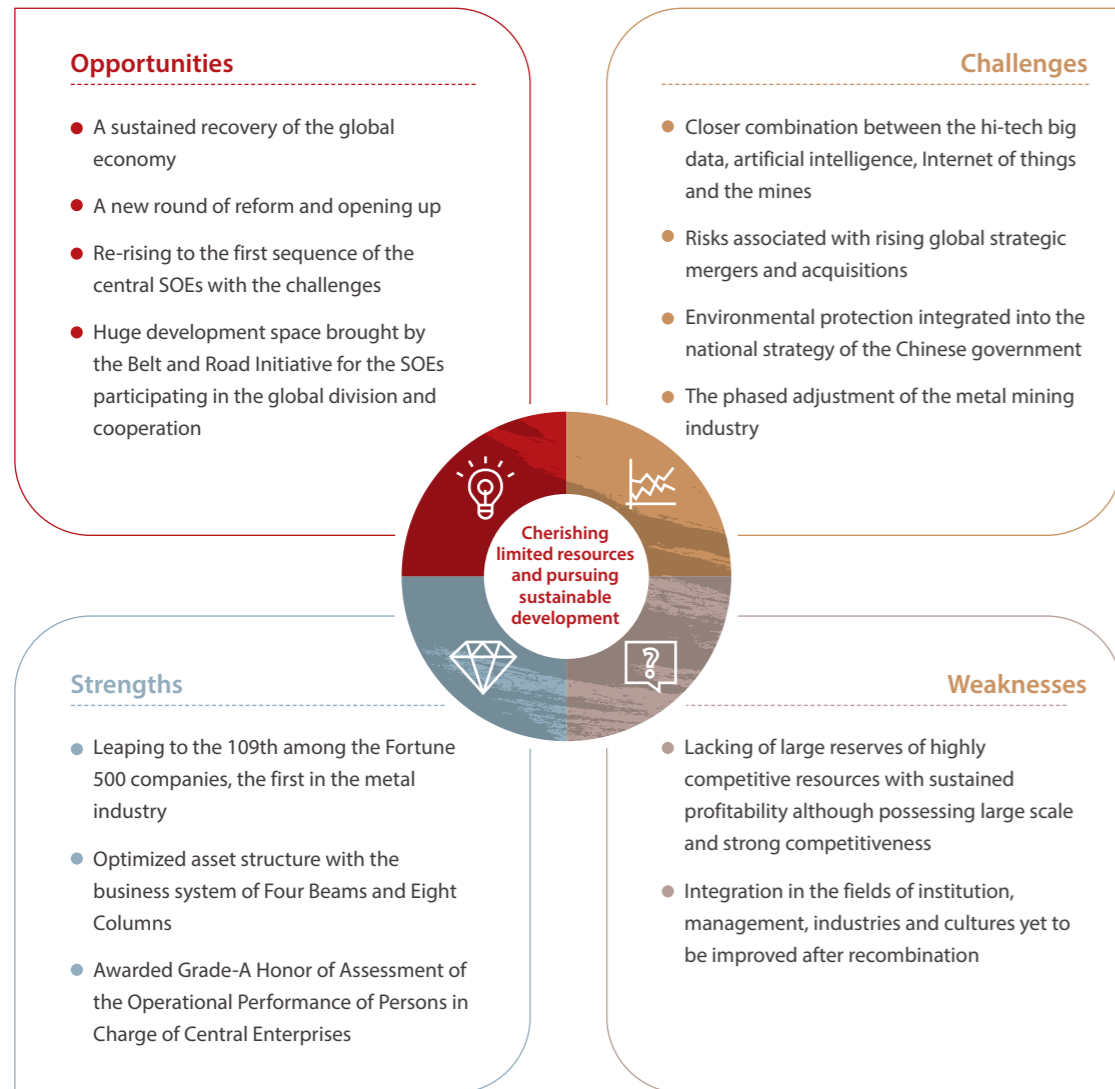 Opportunities
A sustained recovery of the global
economy
A new round of reform and opening up
Re-rising to the first sequence of the
central SOEs with the challenges
Huge development space brought by
the Belt and Road Initiative for the SOEs
participating in the global division and
cooperation
Challenges
Closer combination between the hi-tech big
data, artificial intelligence, Internet of things
and the mines
Risks associated with rising global strategic
mergers and acquisitions
Environmental protection integrated into the
national strategy of the Chinese government
The phased adjustment of the metal mining
industry
Cherishing
limited resources
and pursuing
sustainable
development
?
Strengths
Leaping to the 109th among the Fortune
500 companies, the first in the metal
industry
Optimized asset structure with the
business system of Four Beams and Eight
Columns
Awarded Grade-A Honor of Assessment of
the Operational Performance of Persons in
Charge of Central Enterprises
Weaknesses
Lacking of large reserves of highly
competitive resources with sustained
profitability although possessing large scale
and strong competitiveness
Integration in the fields of institution,
management, industries and cultures yet to
be improved after recombination